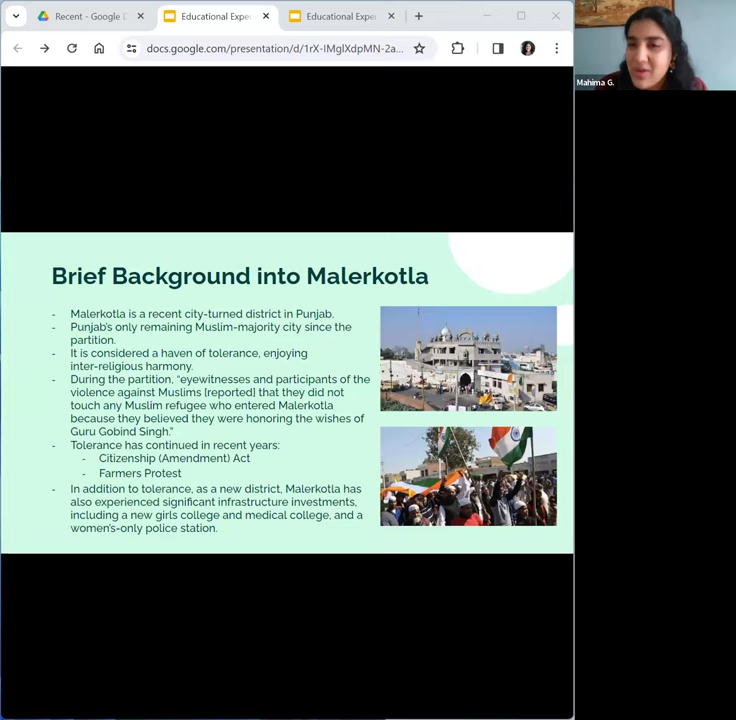 Recent - Google D
Educational Expe
Educational Expe
docs.google.com/presentation/d/1rX-IMglXdpMN-2a...
Mahima G.
Brief Background into Malerkotla
- Malerkotla is a recent city-turned district in Punjab.
- Punjab's only remaining Muslim-majority city since the
partition.
- It is considered a haven of tolerance, enjoying
inter-religious harmony.
- During the partition, "eyewitnesses and participants of the
violence against Muslims [reported] that they did not
touch any Muslim refugee who entered Malerkotla
because they believed they were honoring the wishes of
Guru Gobind Singh."
- Tolerance has continued in recent years:
- Citizenship (Amendment) Act
- Farmers Protest
- In addition to tolerance, as a new district, Malerkotla has
also experienced significant infrastructure investments,
including a new girls college and medical college, and a
women's-only police station.